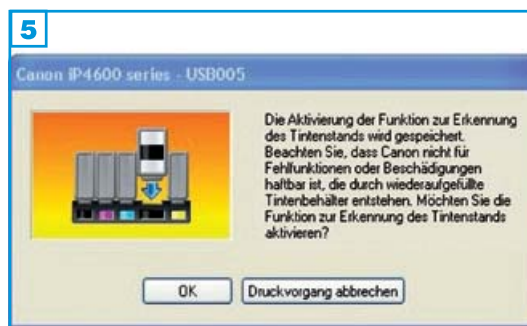 5
Canon iP4600 series - USB005
Die Aktivierung der Funktion zur Erkennung
des Tintenstands wird gespeichert.
Beachten Sie, dass Canon nicht für
Fehlfunktionen oder Beschädigungen
haftbar ist, die durch wiederaufgefüllte
Tintenbehälter entstehen. Möchten Sie die
Funktion zur Erkennung des Tintenstands
aktivieren?
OK
Druckvorgang abbrechen